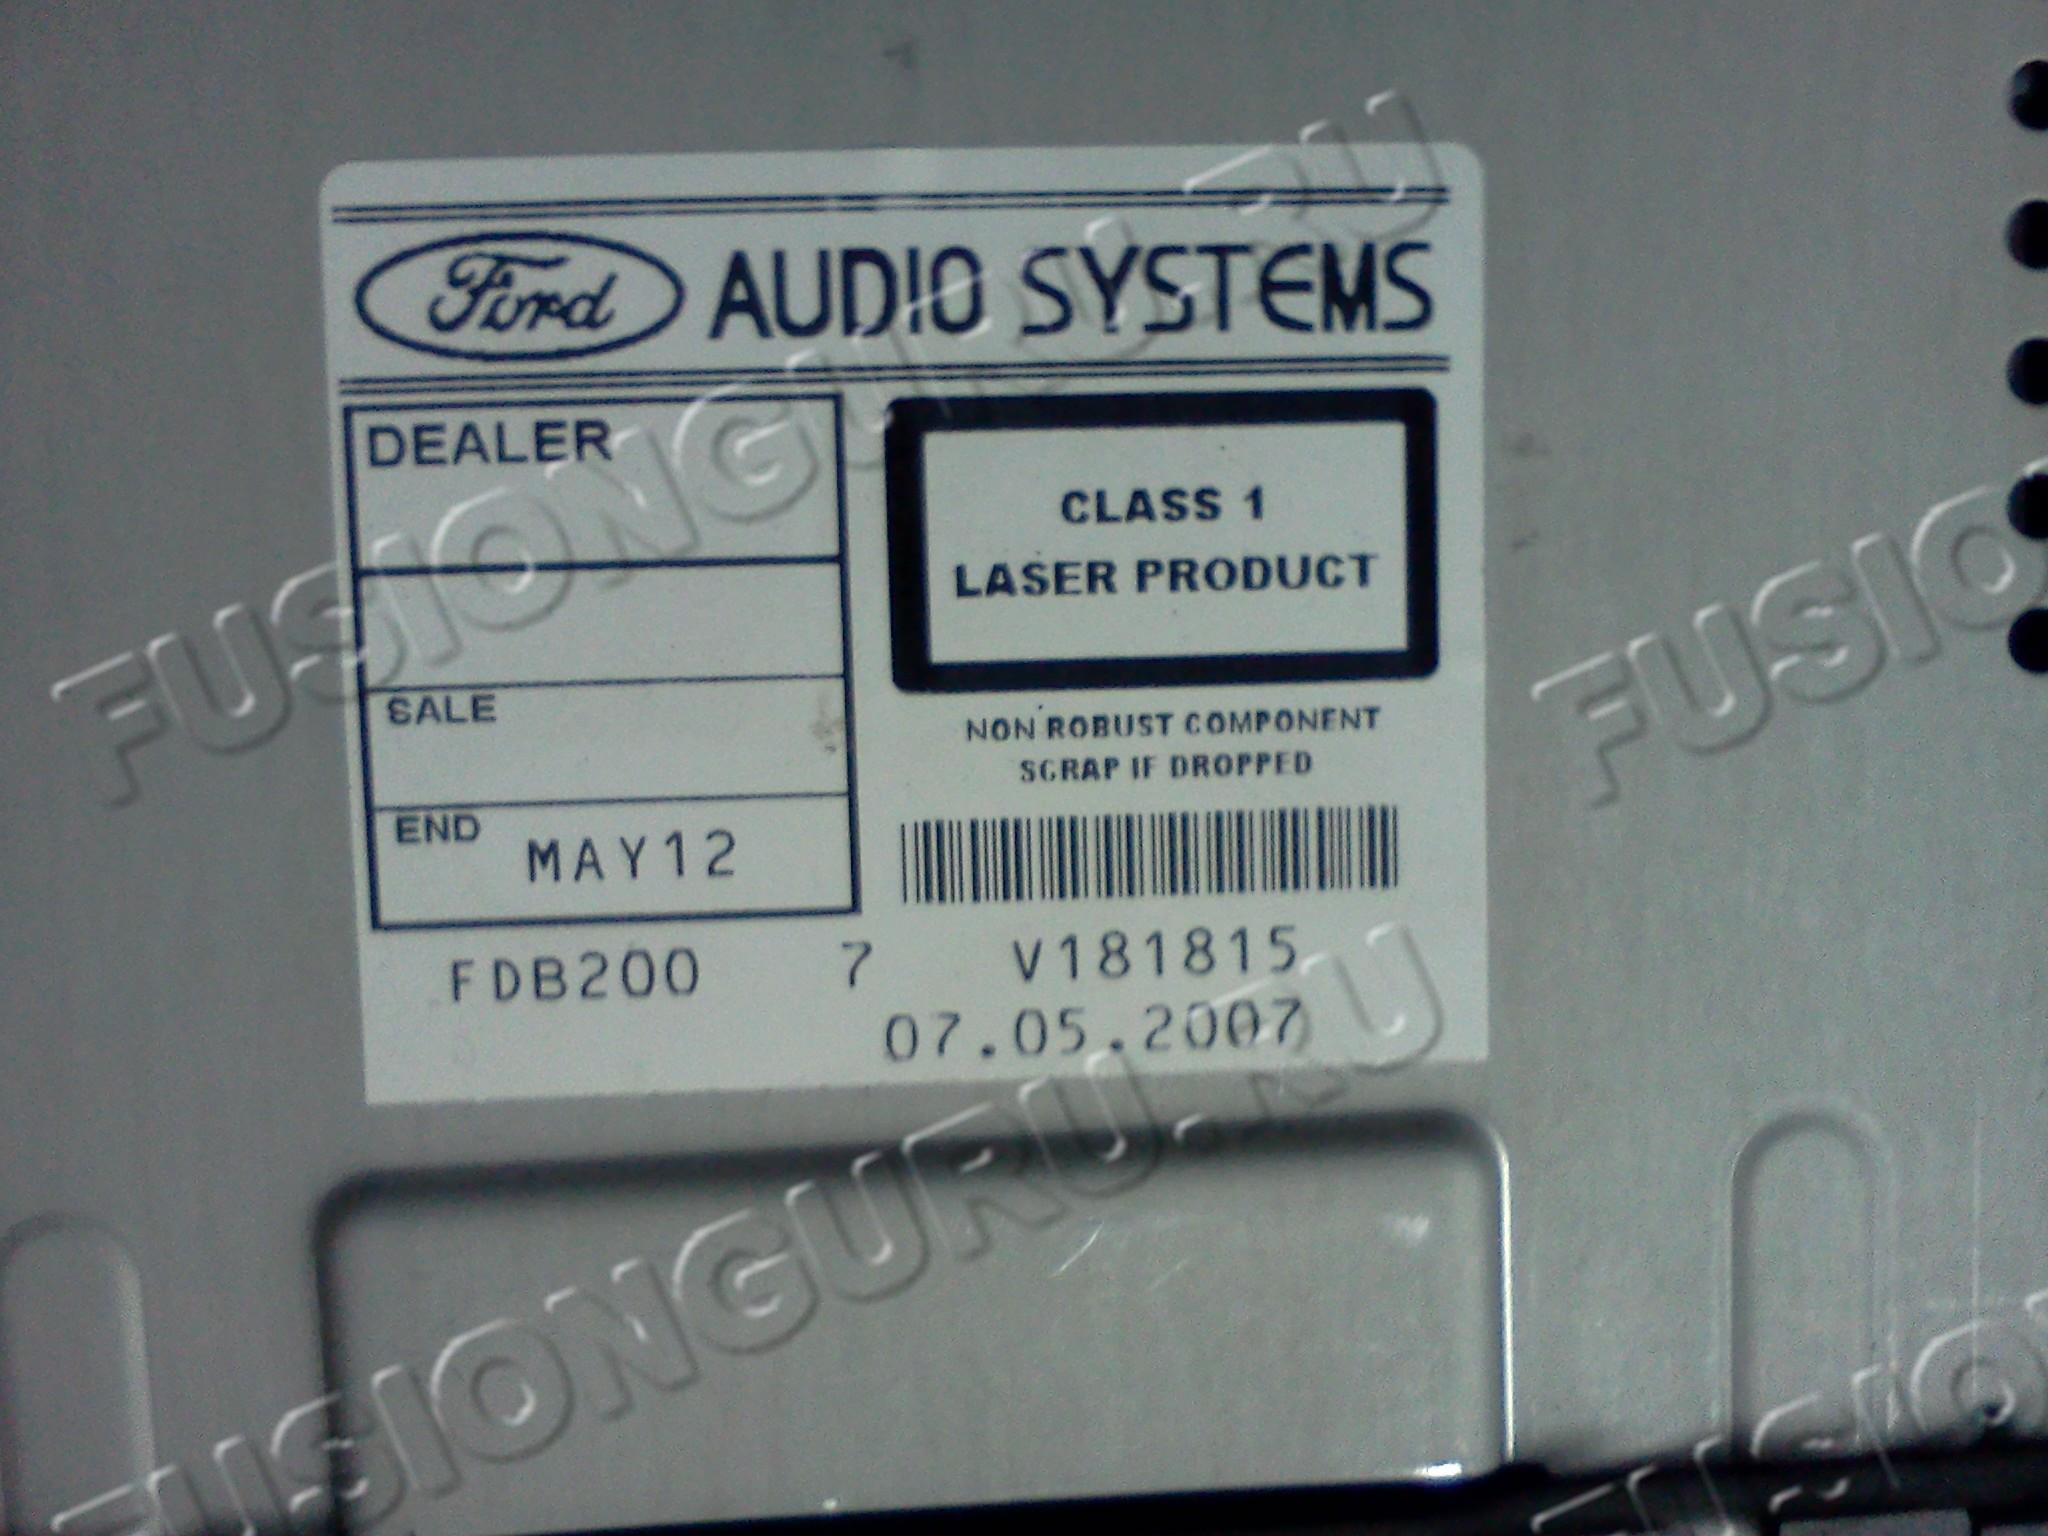 Ford AUDIO SYSTEMS
DEALER
SALE
END MAY12
CLASS 1
LASER PRODUCT
NON ROBUST COMPONENT
SCRAP IF DROPPED
FDB200 7 V181815
07.05.2007
FUSIONGURU.RU
FUSIO
FUSIONGURU.RU